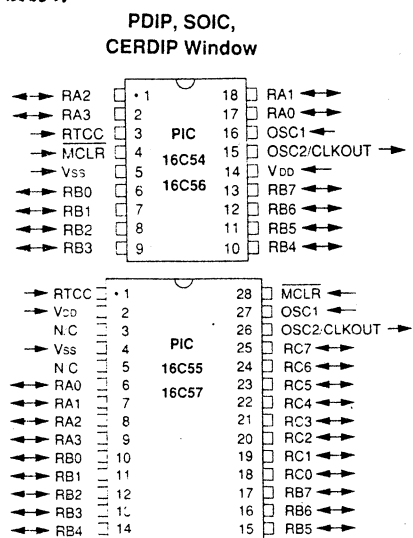 PDIP, SOIC,
CERDIP Window
RA2 • 1 18 RA1
RA3 2 17 RA0
RTCC 3 PIC 16 OSC1
MCLR 4 16C54 15 OSC2/CLKOUT
Vss 5 16C56 14 VDD
RB0 6 13 RB7
RB1 7 12 RB6
RB2 8 11 RB5
RB3 9 10 RB4
RTCC • 1 28 MCLR
VDD 2 27 OSC1
N/C 3 26 OSC2/CLKOUT
Vss 4 PIC 25 RC7
N/C 5 16C55 24 RC6
RA0 6 16C57 23 RC5
RA1 7 22 RC4
RA2 8 21 RC3
RA3 9 20 RC2
RB0 10 19 RC1
RB1 11 18 RC0
RB2 12 17 RB7
RB3 13 16 RB6
RB4 14 15 RB5